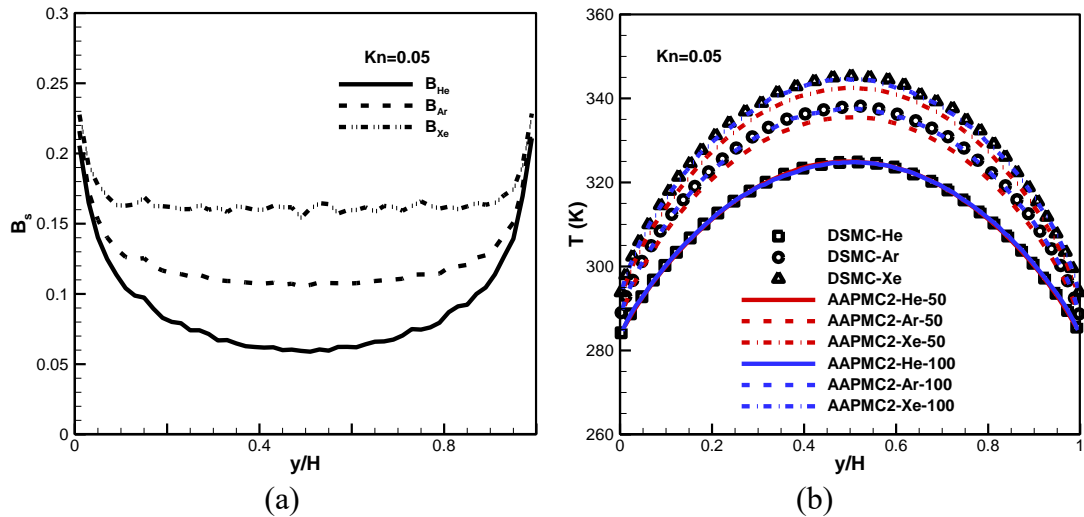 0.3
0.25
0.2
0.15
0.1
0.05
0
0
0.4
0.8
B_s
y/H
Kn=0.05
B_He
B_Ar
B_Xe
(a)
360
340
320
300
280
260
0
0.2
0.4
0.6
0.8
1
T (K)
y/H
Kn=0.05
DSMC-He
DSMC-Ar
DSMC-Xe
AAPMC2-He-50
AAPMC2-Ar-50
AAPMC2-Xe-50
AAPMC2-He-100
AAPMC2-Ar-100
AAPMC2-Xe-100
(b)